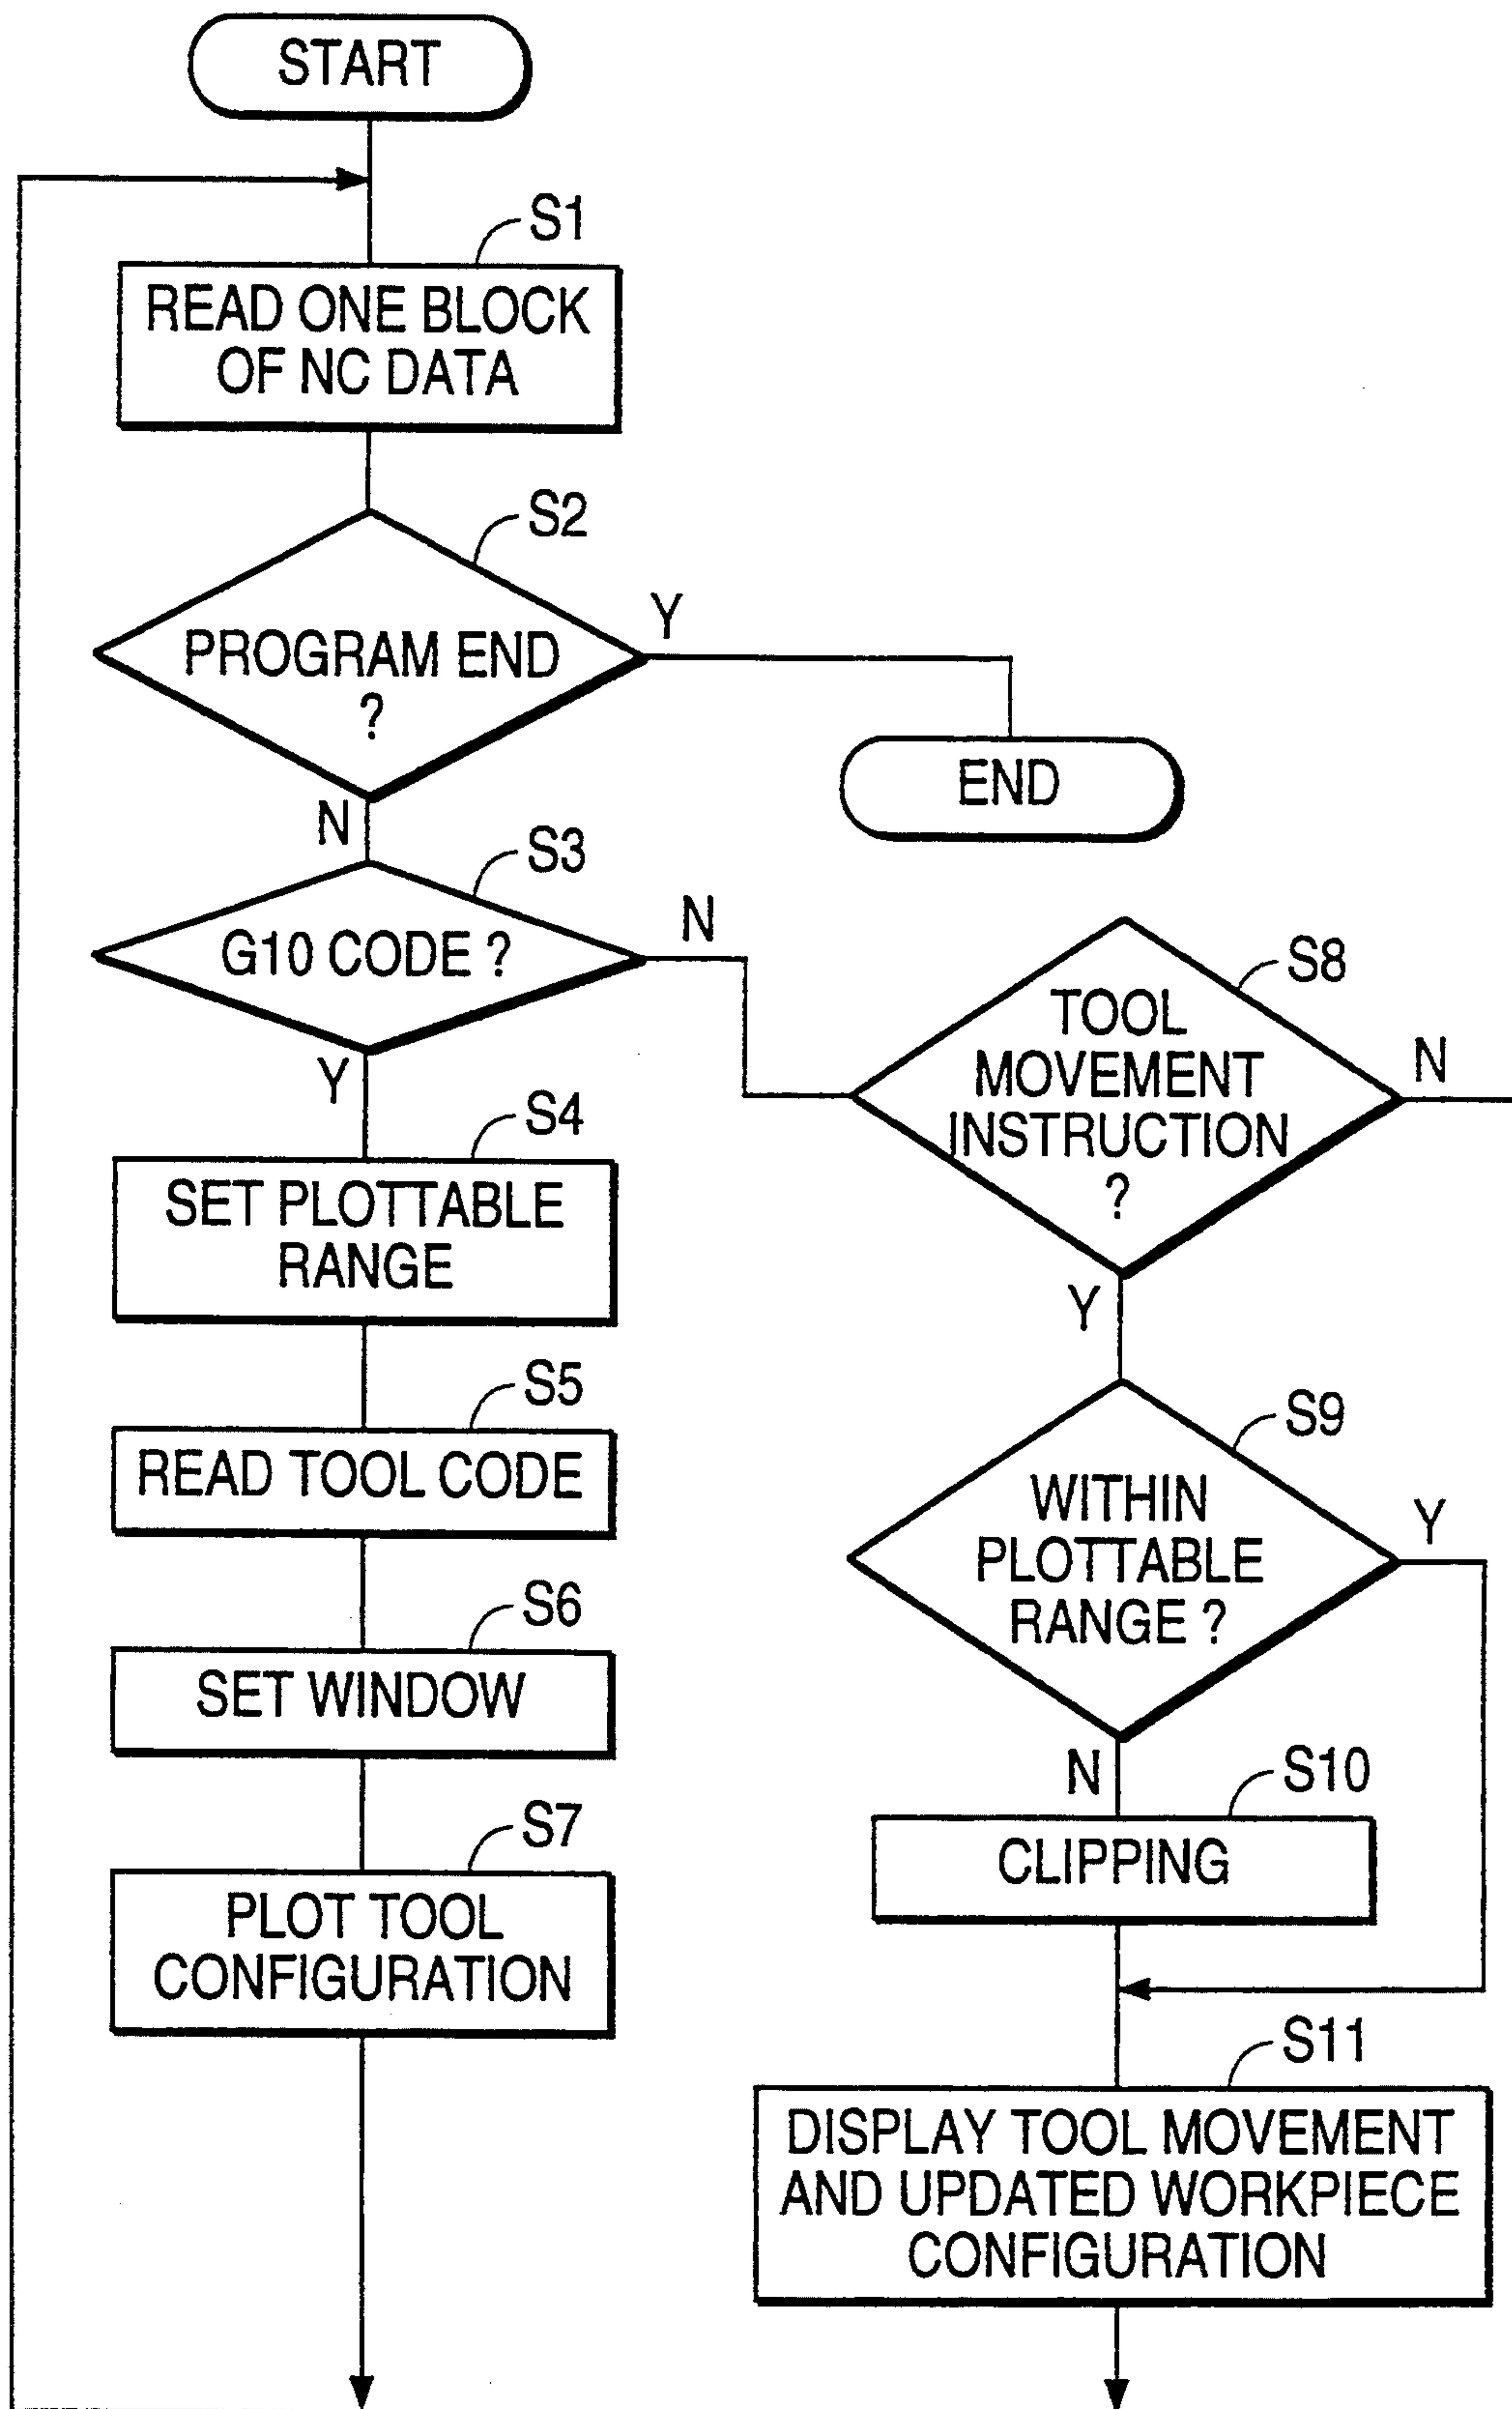 START
S1
READ ONE BLOCK
OF NC DATA
S2
PROGRAM END
?
Y
END
N
S3
G10 CODE ?
N
Y
S4
SET PLOTTABLE
RANGE
S5
READ TOOL CODE
S6
SET WINDOW
S7
PLOT TOOL
CONFIGURATION
S8
TOOL
MOVEMENT
INSTRUCTION
?
N
Y
S9
WITHIN
PLOTTABLE
RANGE ?
Y
N
S10
CLIPPING
S11
DISPLAY TOOL MOVEMENT
AND UPDATED WORKPIECE
CONFIGURATION